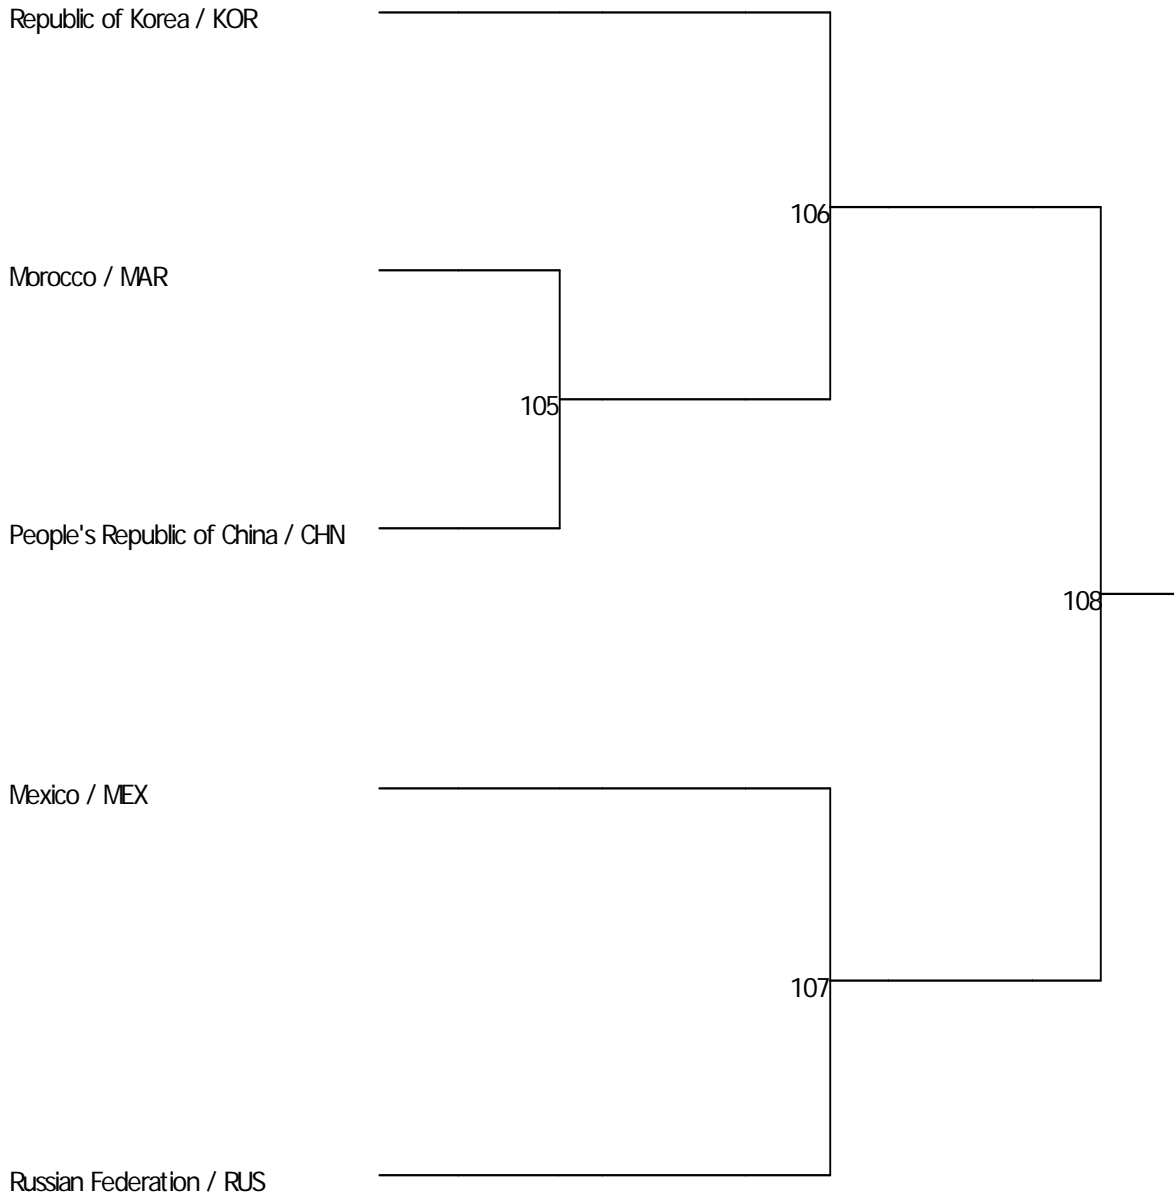 Republic of Korea / KOR
106
Morocco / MAR
105
People's Republic of China / CHN
108
Mexico / MEX
107
Russian Federation / RUS